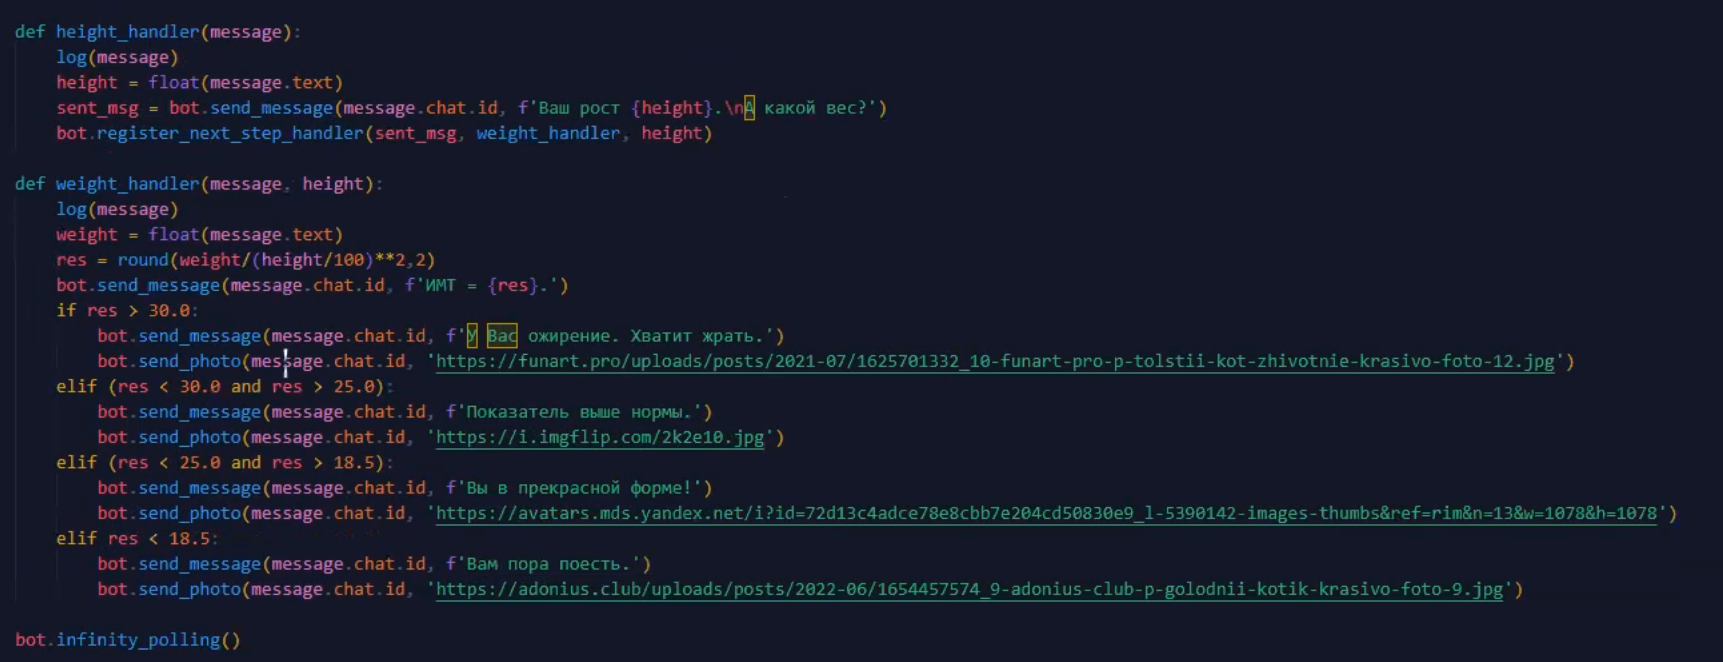 def height_handler(message):
    log(message)
    height = float(message.text)
    sent_msg = bot.send_message(message.chat.id, f'Ваш рост {height}.\nА какой вес?')
    bot.register_next_step_handler(sent_msg, weight_handler, height)
def weight_handler(message, height):
    log(message)
    weight = float(message.text)
    res = round(weight/(height/100)**2,2)
    bot.send_message(message.chat.id, f'ИМТ = {res}.')
    if res > 30.0:
        bot.send_message(message.chat.id, f'У Вас ожирение. Хватит жрать.')
        bot.send_photo(message.chat.id, 'https://funart.pro/uploads/posts/2021-07/1625701332_10-funart-pro-p-tolstii-kot-zhivotnie-krasivo-foto-12.jpg')
    elif (res < 30.0 and res > 25.0):
        bot.send_message(message.chat.id, f'Показатель выше нормы.')
        bot.send_photo(message.chat.id, 'https://i.imgflip.com/2k2e10.jpg')
    elif (res < 25.0 and res > 18.5):
        bot.send_message(message.chat.id, f'Вы в прекрасной форме!')
        bot.send_photo(message.chat.id, 'https://avatars.mds.yandex.net/i?id=72d13c4adce78e8cbb7e204cd50830e9_l-5390142-images-thumbs&ref=rim&n=13&w=1078&h=1078')
    elif res < 18.5:
        bot.send_message(message.chat.id, f'Вам пора поесть.')
        bot.send_photo(message.chat.id, 'https://adonius.club/uploads/posts/2022-06/1654457574_9-adonius-club-p-golodnii-kotik-krasivo-foto-9.jpg')
bot.infinity_polling()